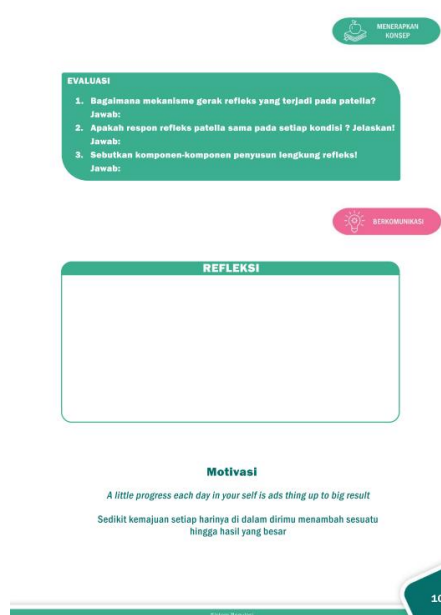 MENERAPKAN
KONSEP
EVALUASI
1. Bagaimana mekanisme gerak refleks yang terjadi pada patella?
Jawab:
2. Apakah respon refleks patella sama pada setiap kondisi ? Jelaskan!
Jawab:
3. Sebutkan komponen-komponen penyusun lengkung refleks!
Jawab:
BERKOMUNIKASI
REFLEKSI
Motivasi
A little progress each day in your self is ads thing up to big result
Sedikit kemajuan setiap harinya di dalam dirimu menambah sesuatu
hingga hasil yang besar
10